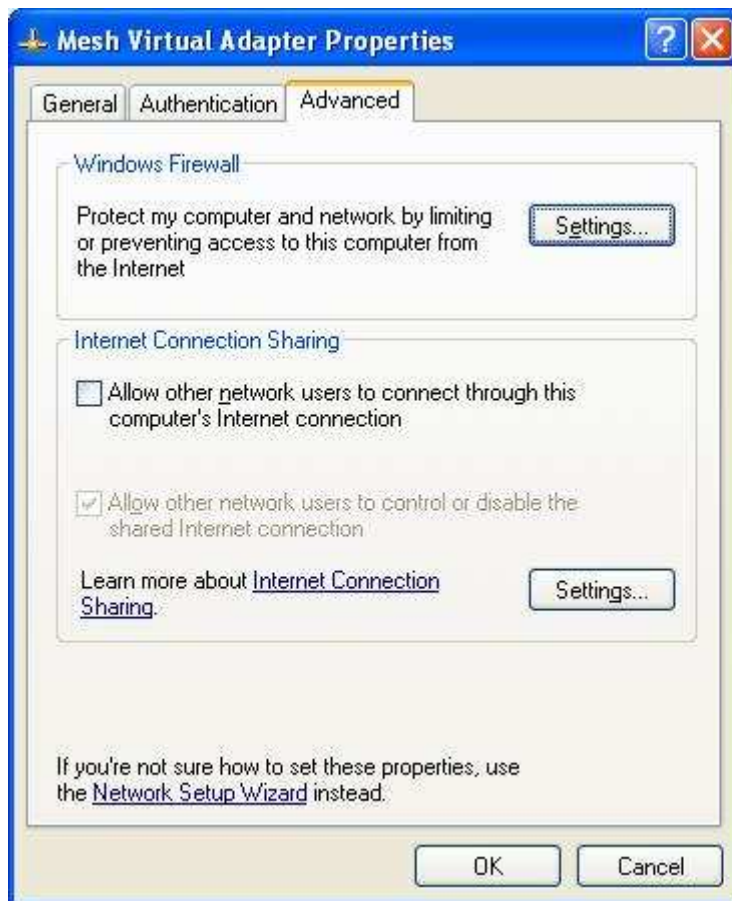 Mesh Virtual Adapter Properties
General Authentication Advanced
Windows Firewall
Protect my computer and network by limiting
or preventing access to this computer from
the Internet
Settings...
Internet Connection Sharing
Allow other network users to connect through this
computer's Internet connection
Allow other network users to control or disable the
shared Internet connection
Learn more about Internet Connection
Sharing.
Settings...
If you're not sure how to set these properties, use
the Network Setup Wizard instead.
OK Cancel